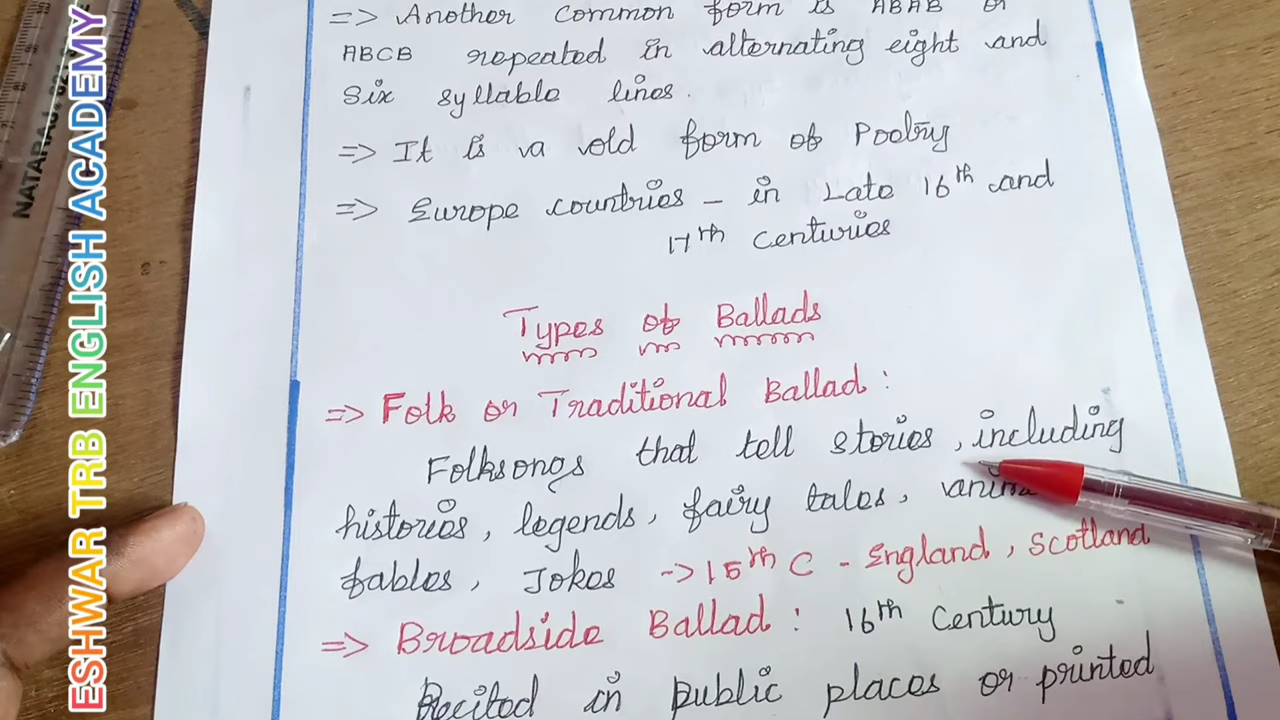 => Another common form is ABAB or
ABCB repeated in alternating eight and
six syllable lines.
=> It is a old form of Poetry
=> Europe countries - in Late 16th and
17th Centuries
Types of Ballads
=> Folk or Traditional Ballad :
Folksongs that tell stories, including
histories, legends, fairy tales,
fables, Jokes -> 15th C - England, Scotland
=> Broadside Ballad : 16th Century
Recited in public places or printed
ESHWAR TRB ENGLISH ACADEMY
NATARAJ